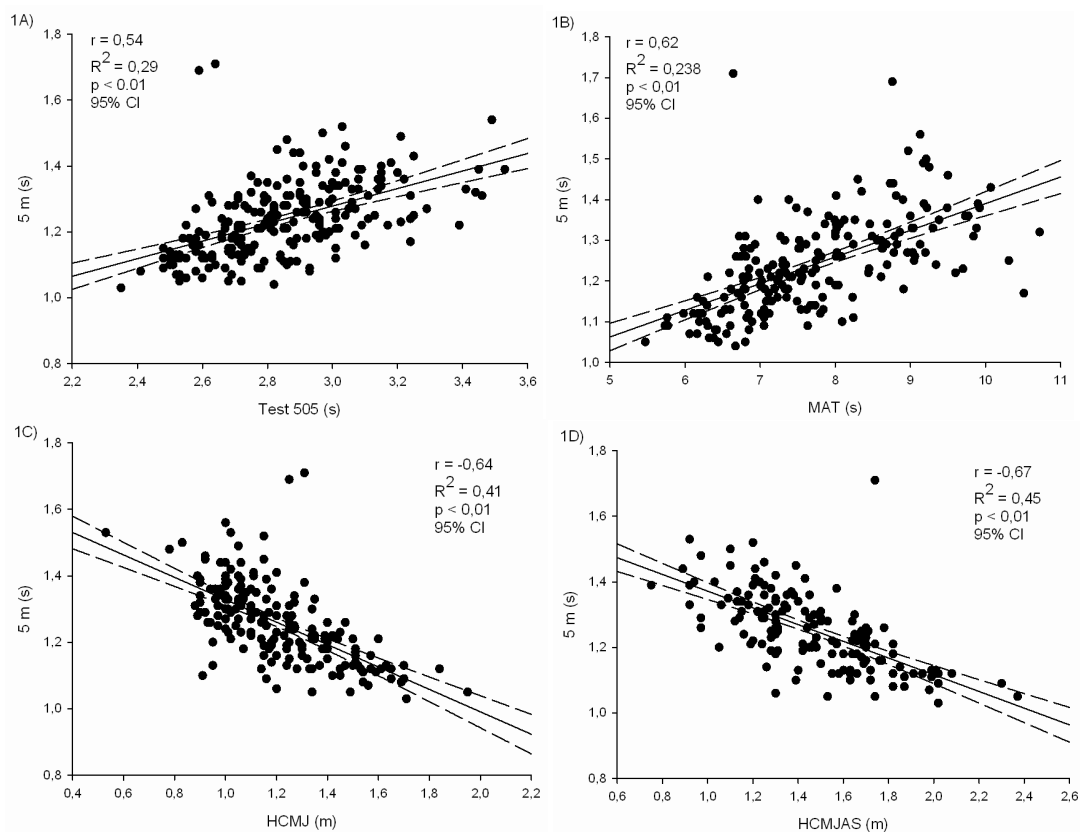 1A)
r = 0,54
R2 = 0,29
p < 0.01
95% CI
1,8
1,6
1,4
1,2
1,0
0,8
5 m (s)
2,2 2,4 2,6 2,8 3,0 3,2 3,4 3,6
Test 505 (s)
1B)
r = 0,62
R2 = 0,238
p < 0,01
95% CI
1,8
1,7
1,6
1,5
1,4
1,3
1,2
1,1
1,0
5 m (s)
5 6 7 8 9 10 11
MAT (s)
1C)
r = -0,64
R2 = 0,41
p < 0,01
95% CI
1,8
1,6
1,4
1,2
1,0
0,8
5 m (s)
0,4 0,6 0,8 1,0 1,2 1,4 1,6 1,8 2,0 2,2
HCMJ (m)
1D)
r = -0,67
R2 = 0,45
p < 0,01
95% CI
1,8
1,6
1,4
1,2
1,0
0,8
5 m (s)
0,6 0,8 1,0 1,2 1,4 1,6 1,8 2,0 2,2 2,4 2,6
HCMJAS (m)